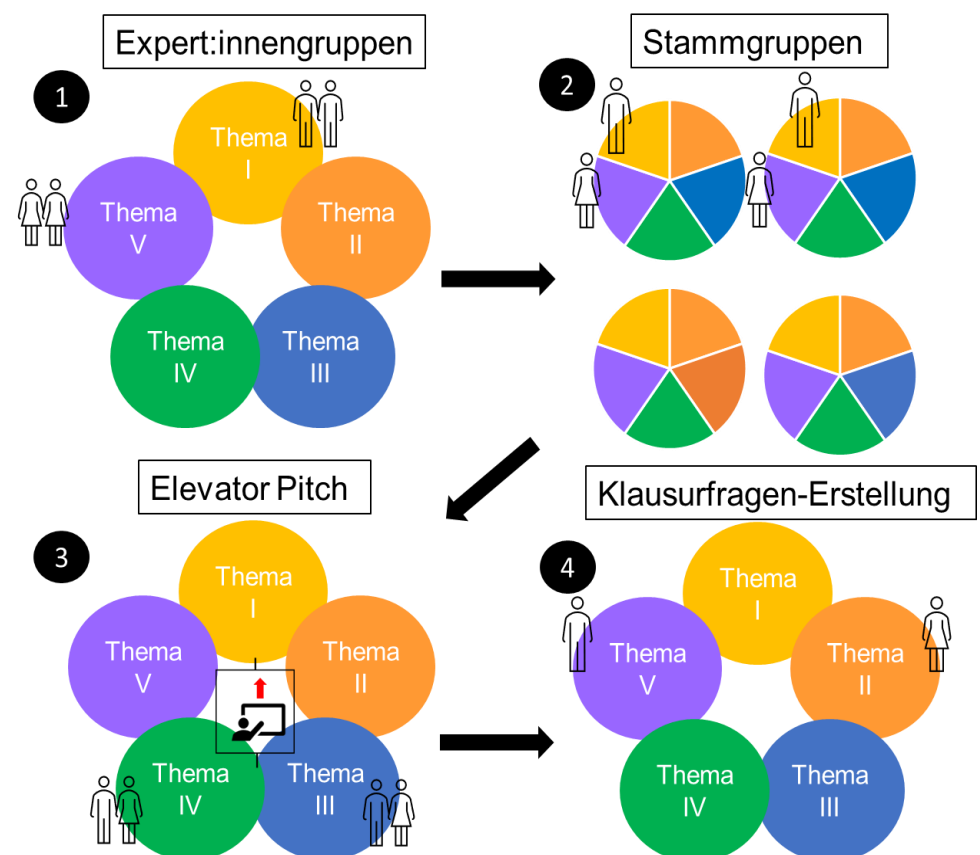 Expert:innengruppen
1
Thema
I
Thema
V
Thema
II
Thema
IV
Thema
III
Stammgruppen
2
Elevator Pitch
3
Thema
I
Thema
V
Thema
II
Thema
IV
Thema
III
Klausurfragen-Erstellung
4
Thema
I
Thema
V
Thema
II
Thema
IV
Thema
III